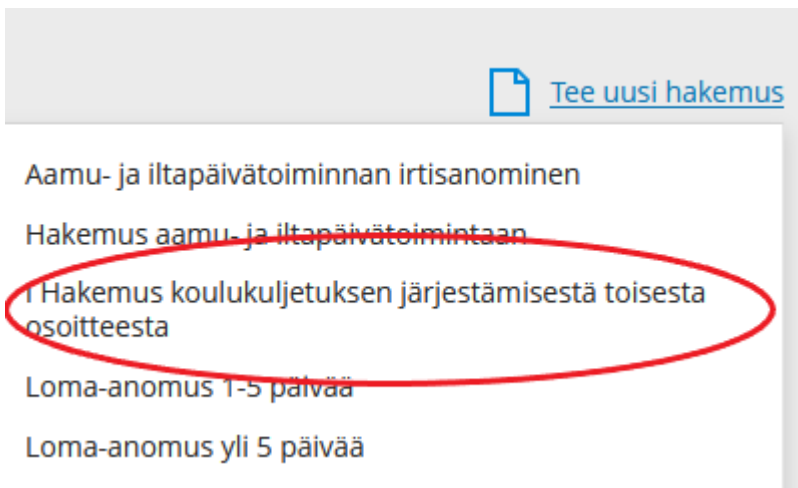 Tee uusi hakemus
Aamu- ja iltapäivätoiminnan irtisanominen
Hakemus aamu- ja iltapäivätoimintaan
I Hakemus koulukuljetuksen järjestämisestä toisesta
osoitteesta
Loma-anomus 1-5 päivää
Loma-anomus yli 5 päivää